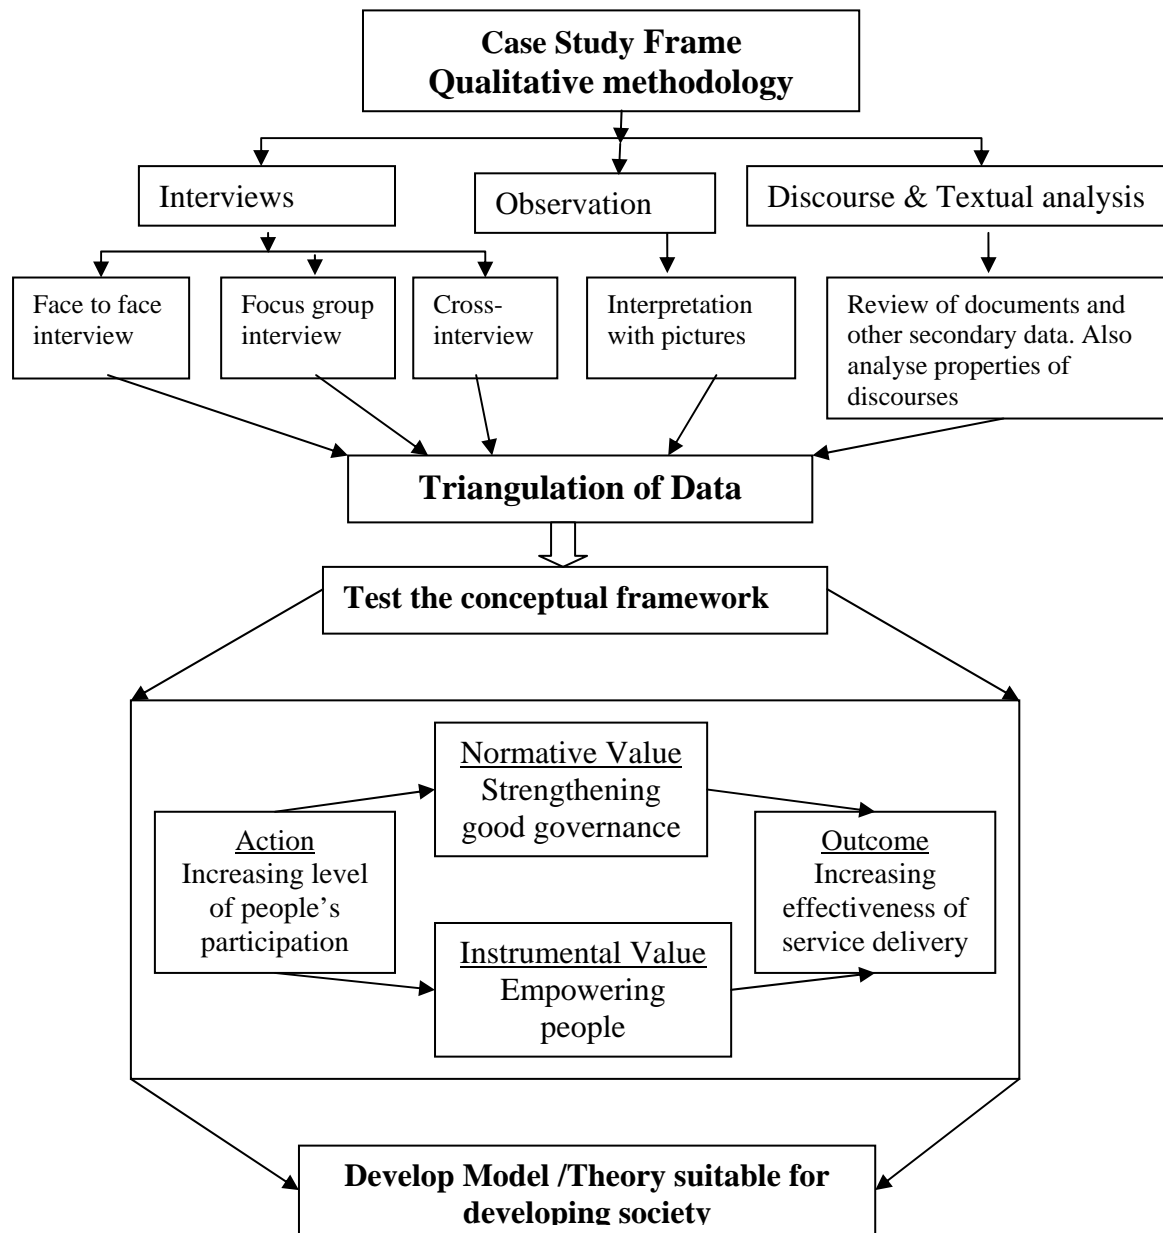 Case Study Frame
Qualitative methodology
Interviews
Observation
Discourse & Textual analysis
Face to face
interview
Focus group
interview
Cross-
interview
Interpretation
with pictures
Review of documents and
other secondary data. Also
analyse properties of
discourses
Triangulation of Data
Test the conceptual framework
Normative Value
Strengthening
good governance
Action
Increasing level
of people’s
participation
Outcome
Increasing
effectiveness of
service delivery
Instrumental Value
Empowering
people
Develop Model /Theory suitable for
developing society